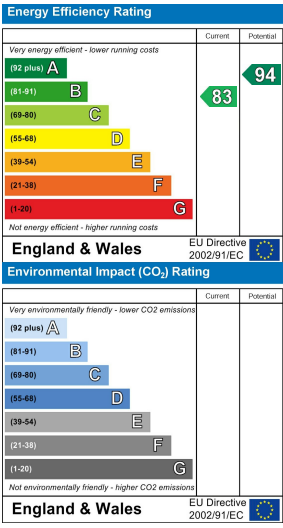 Energy Efficiency Rating
Current Potential
Very energy efficient - lower running costs
(92 plus) A
(81-91) B
(69-80) C
(55-68) D
(39-54) E
(21-38) F
(1-20) G
83
94
Not energy efficient - higher running costs
England & Wales
EU Directive
2002/91/EC
Environmental Impact (CO₂) Rating
Current Potential
Very environmentally friendly - lower CO2 emissions
(92 plus) A
(81-91) B
(69-80) C
(55-68) D
(39-54) E
(21-38) F
(1-20) G
Not environmentally friendly - higher CO2 emissions
England & Wales
EU Directive
2002/91/EC